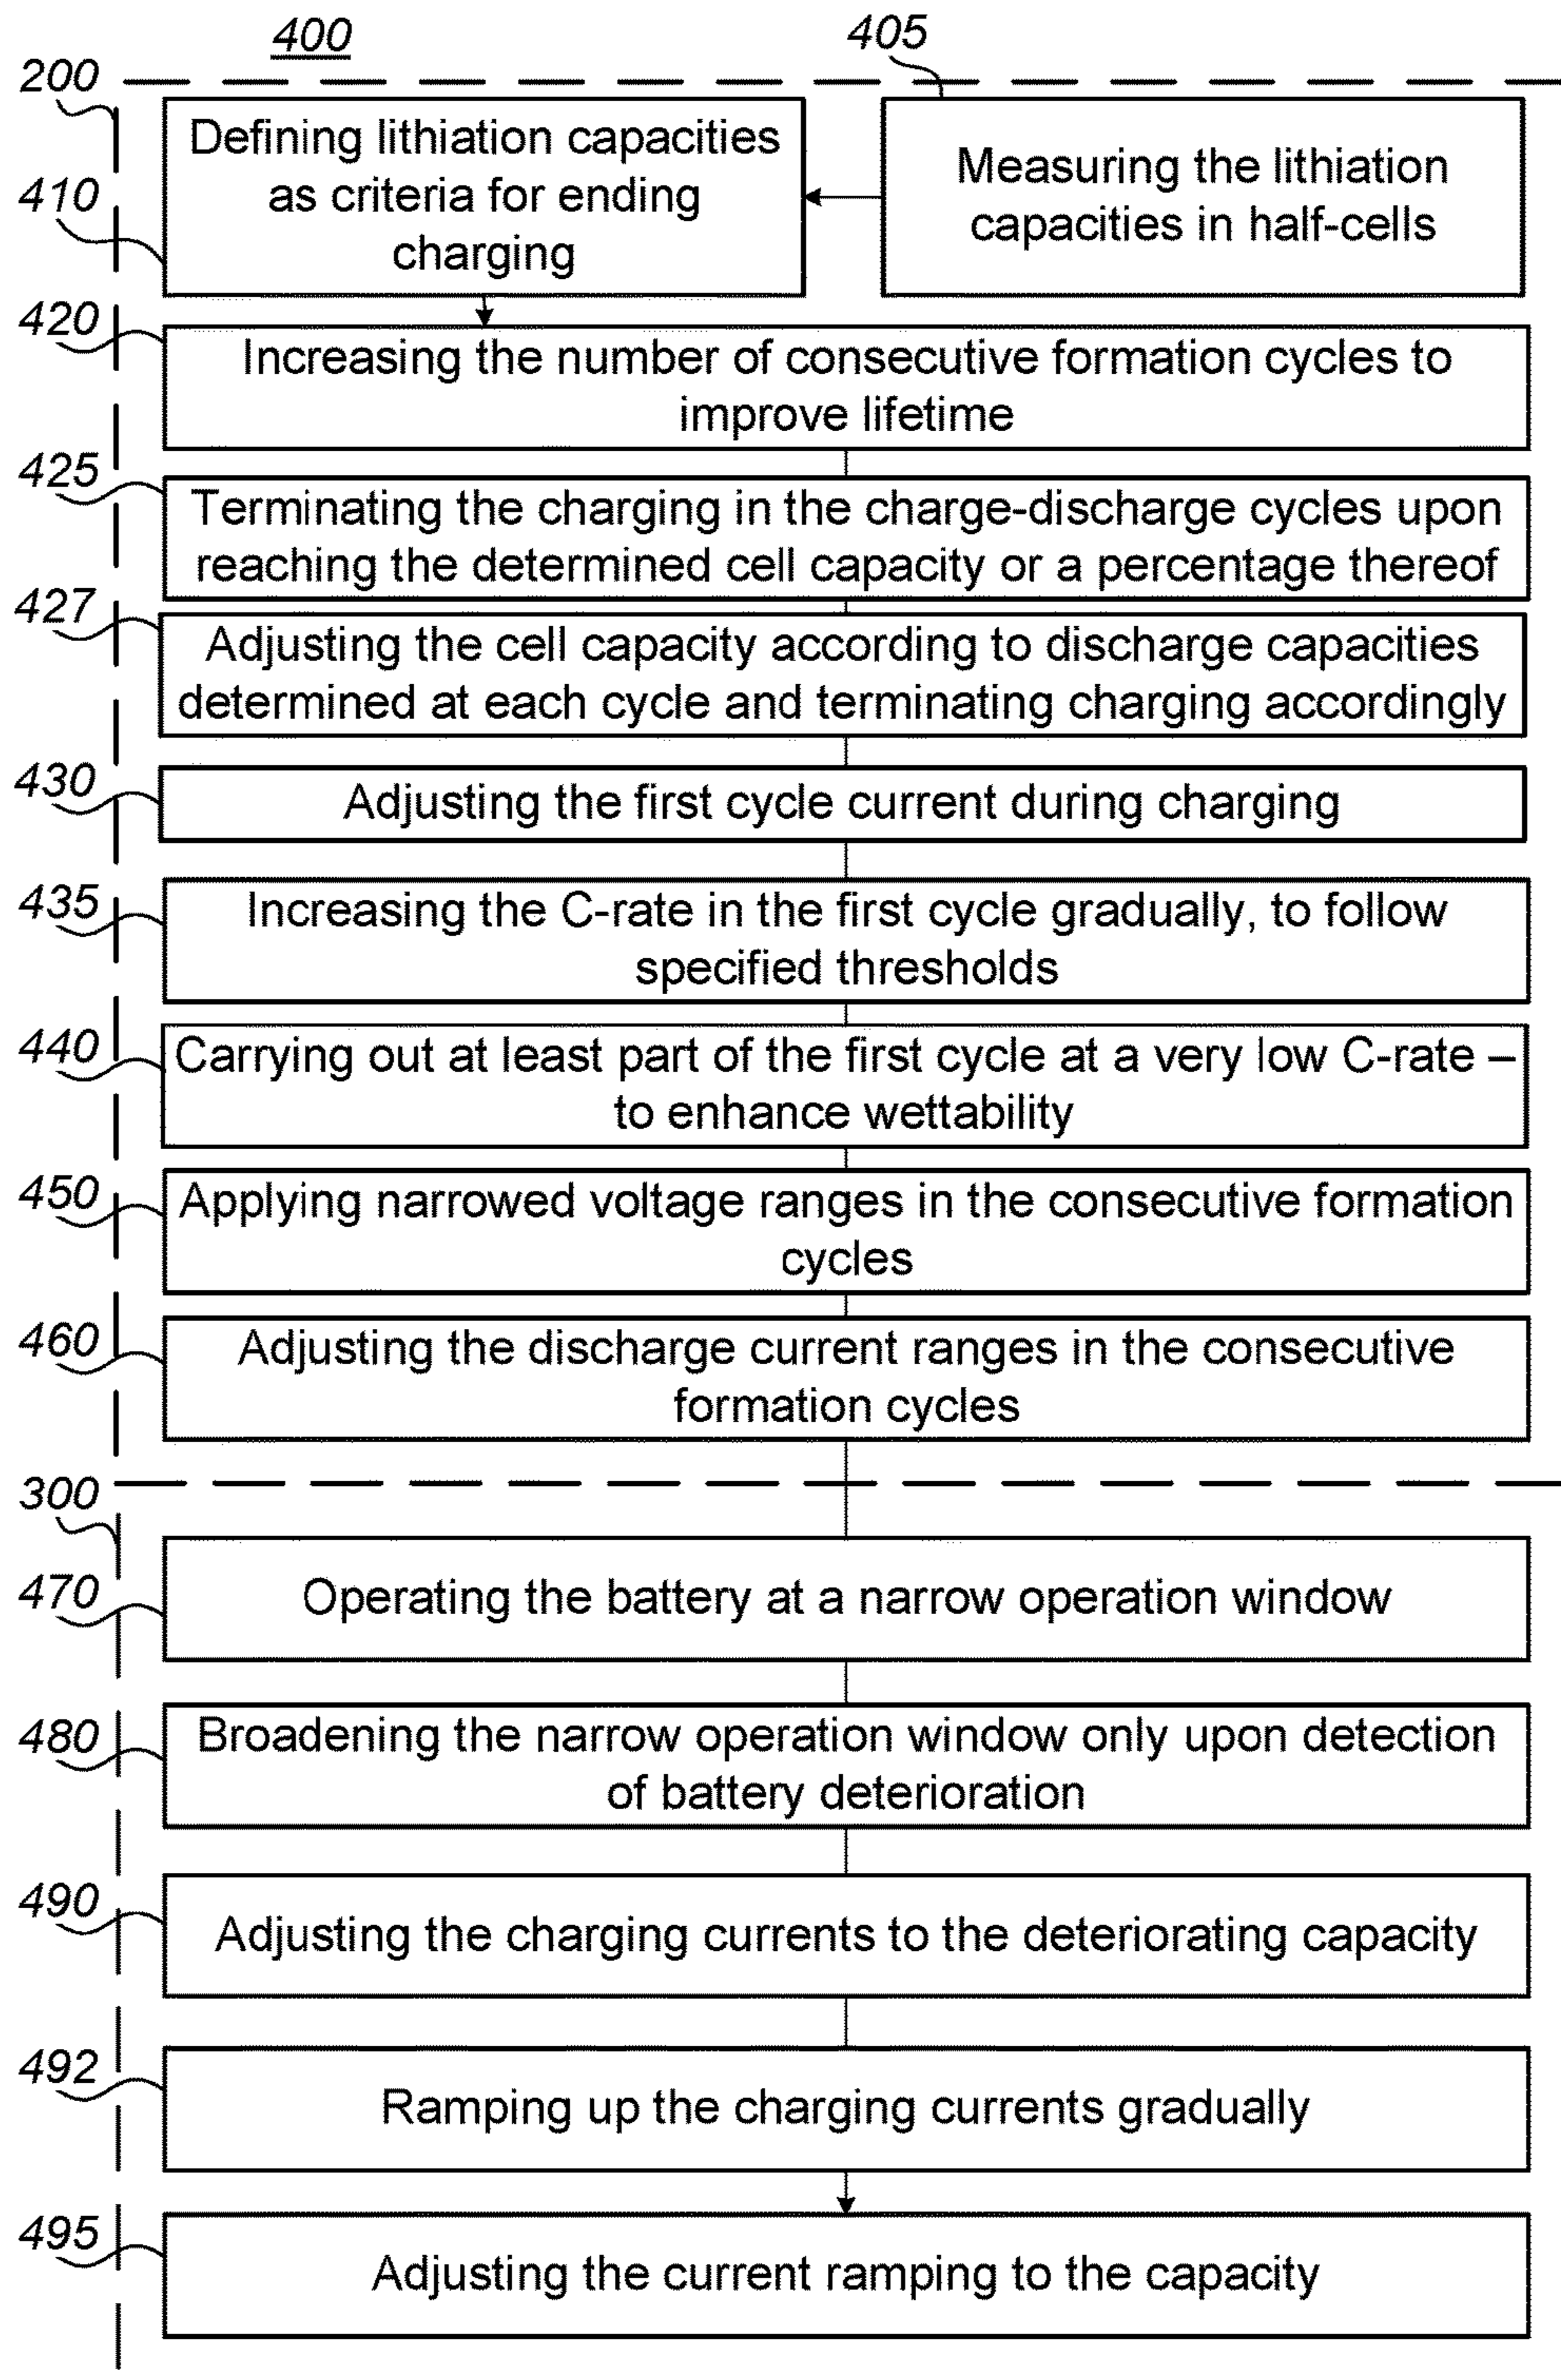 400
405
200
Defining lithiation capacities
as criteria for ending
charging
Measuring the lithiation
capacities in half-cells
410
420
Increasing the number of consecutive formation cycles to
improve lifetime
425
Terminating the charging in the charge-discharge cycles upon
reaching the determined cell capacity or a percentage thereof
427
Adjusting the cell capacity according to discharge capacities
determined at each cycle and terminating charging accordingly
430
Adjusting the first cycle current during charging
435
Increasing the C-rate in the first cycle gradually, to follow
specified thresholds
440
Carrying out at least part of the first cycle at a very low C-rate –
to enhance wettability
450
Applying narrowed voltage ranges in the consecutive formation
cycles
460
Adjusting the discharge current ranges in the consecutive
formation cycles
300
470
Operating the battery at a narrow operation window
480
Broadening the narrow operation window only upon detection
of battery deterioration
490
Adjusting the charging currents to the deteriorating capacity
492
Ramping up the charging currents gradually
495
Adjusting the current ramping to the capacity